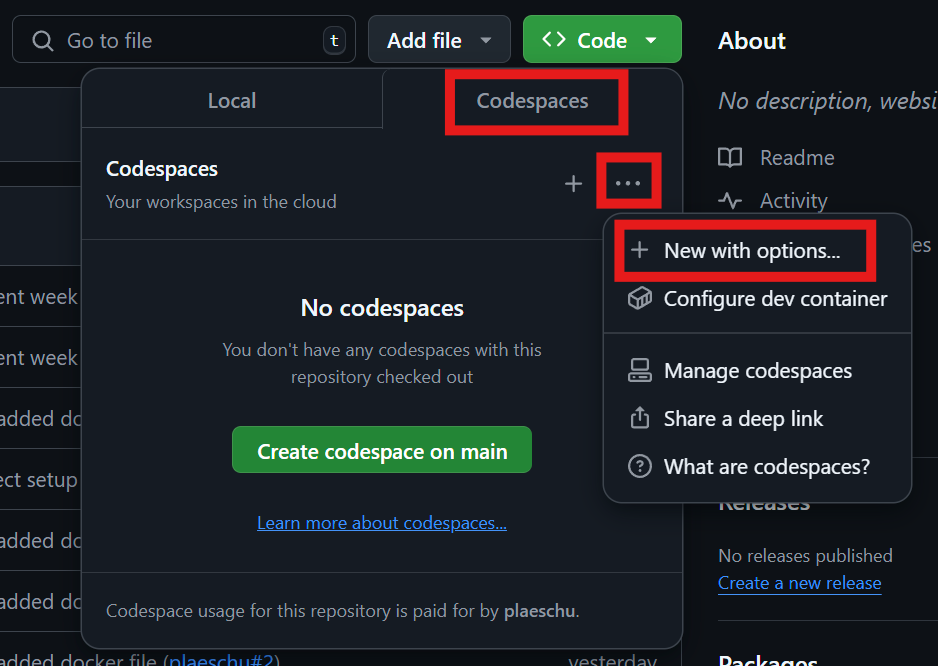 Go to file
t
Add file
Code
About
No description, websi
Local
Codespaces
Readme
Codespaces
Your workspaces in the cloud
Activity
New with options...
es
Configure dev container
ent week
No codespaces
You don't have any codespaces with this
repository checked out
ent week
Manage codespaces
added do
Share a deep link
Create codespace on main
What are codespaces?
ect setup
Releases
Learn more about codespaces...
added do
No releases published
Create a new release
added do
Codespace usage for this repository is paid for by plaeschu.
added docker file (plaeschu#2)
yesterday
Packages